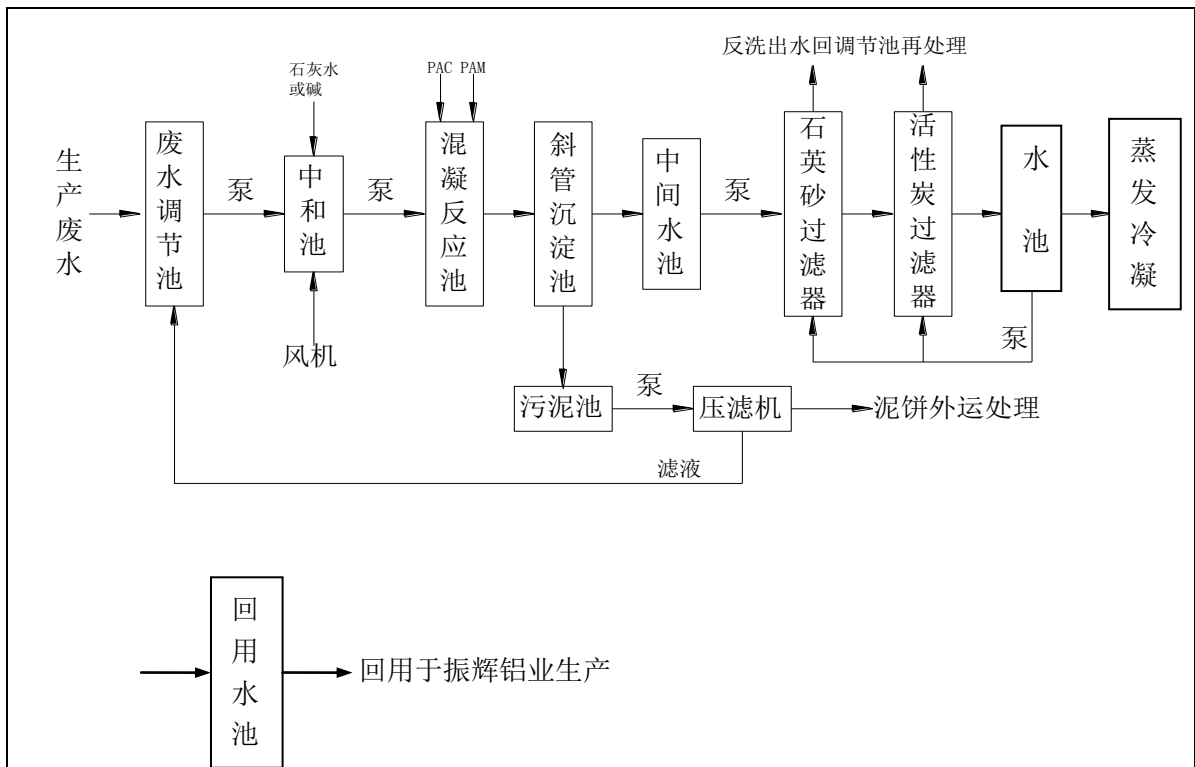 反洗出水回调节池再处理
石灰水
或碱
PAC PAM
生产废水
废水调节池
泵
中和池
泵
混凝反应池
斜管沉淀池
中间水池
泵
石英砂过滤器
活性炭过滤器
水池
蒸发冷凝
风机
泵
污泥池
泵
压滤机
泥饼外运处理
滤液
回用水池
回用于振辉铝业生产